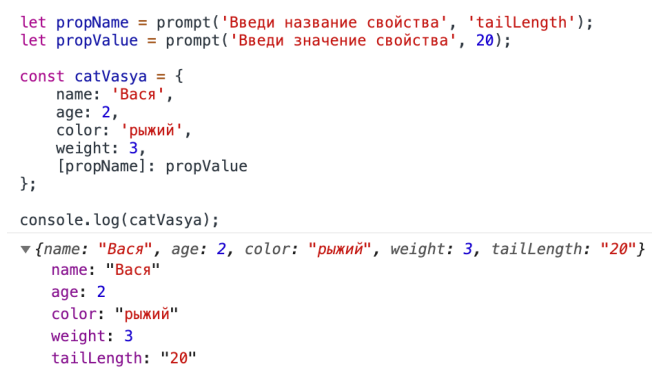 let propName = prompt('Введи название свойства', 'tailLength');
let propValue = prompt('Введи значение свойства', 20);
const catVasya = {
name: 'Вася',
age: 2,
color: 'рыжий',
weight: 3,
[propName]: propValue
};
console.log(catVasya);
▼{name: "Вася", age: 2, color: "рыжий", weight: 3, tailLength: "20"}
name: "Вася"
age: 2
color: "рыжий"
weight: 3
tailLength: "20"